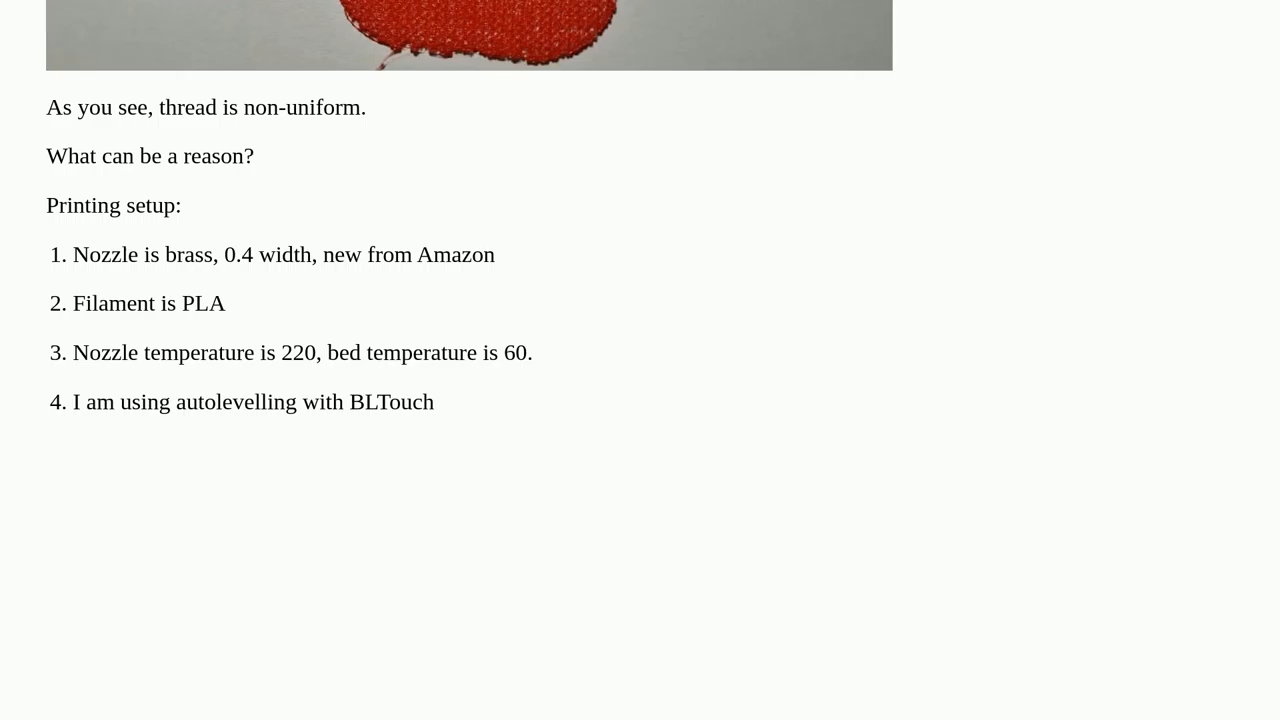 As you see, thread is non-uniform.
What can be a reason?
Printing setup:
1. Nozzle is brass, 0.4 width, new from Amazon
2. Filament is PLA
3. Nozzle temperature is 220, bed temperature is 60.
4. I am using autolevelling with BLTouch